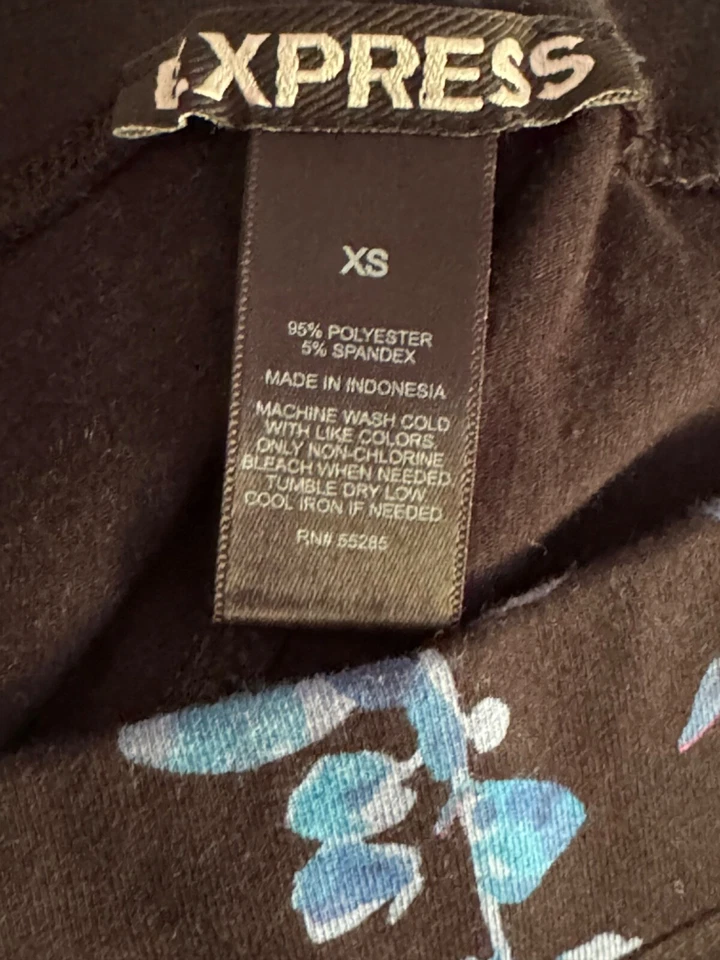 EXPRESS
XS
95% POLYESTER
5% SPANDEX
MADE IN INDONESIA
MACHINE WASH COLD
WITH LIKE COLORS.
ONLY NON-CHLORINE
BLEACH WHEN NEEDED.
TUMBLE DRY LOW
COOL IRON IF NEEDED
RN# 55285